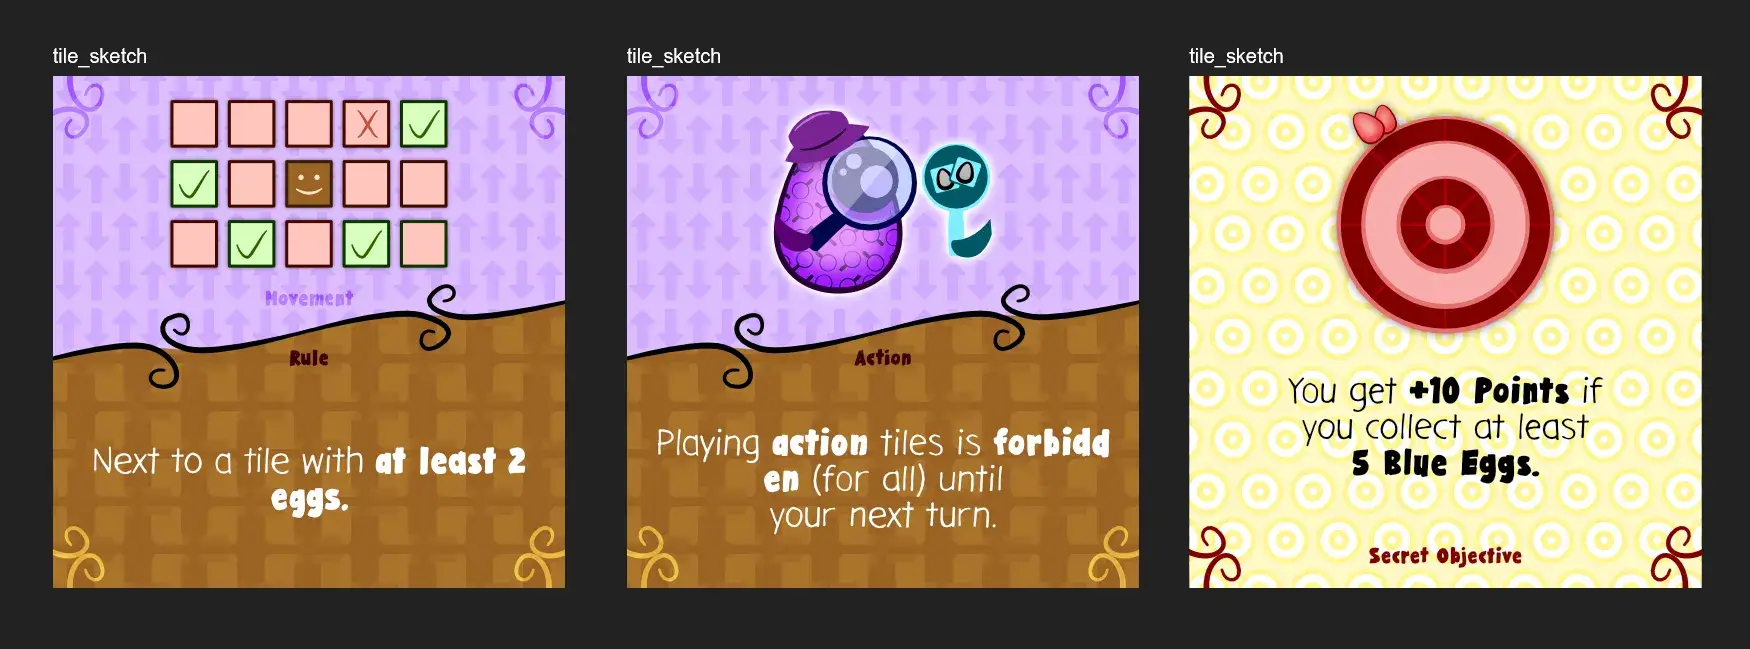 tile_sketch
Movement
Rule
Next to a tile with at least 2
eggs.
tile_sketch
Action
Playing action tiles is forbidd
en (for all) until
your next turn.
tile_sketch
You get +10 Points if
you collect at least
5 Blue Eggs.
Secret Objective